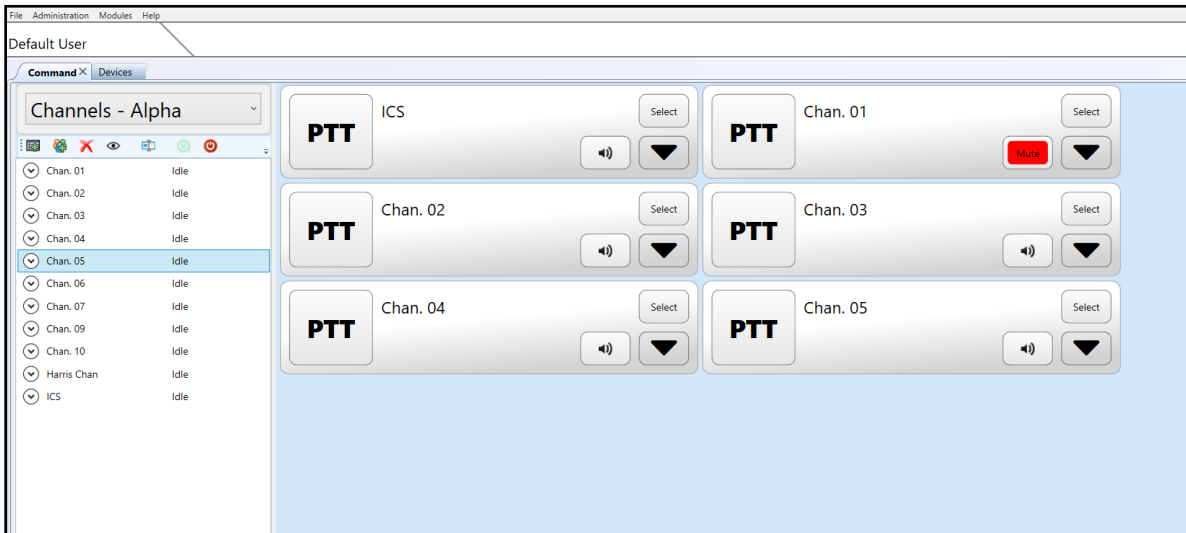 File Administration Modules Help
Default User
Command Devices
Channels - Alpha
Chan. 01 Idle
Chan. 02 Idle
Chan. 03 Idle
Chan. 04 Idle
Chan. 05 Idle
Chan. 06 Idle
Chan. 07 Idle
Chan. 09 Idle
Chan. 10 Idle
Harris Chan Idle
ICS Idle
PTT ICS Select
PTT Chan. 01 Select
Mute
PTT Chan. 02 Select
PTT Chan. 03 Select
PTT Chan. 04 Select
PTT Chan. 05 Select